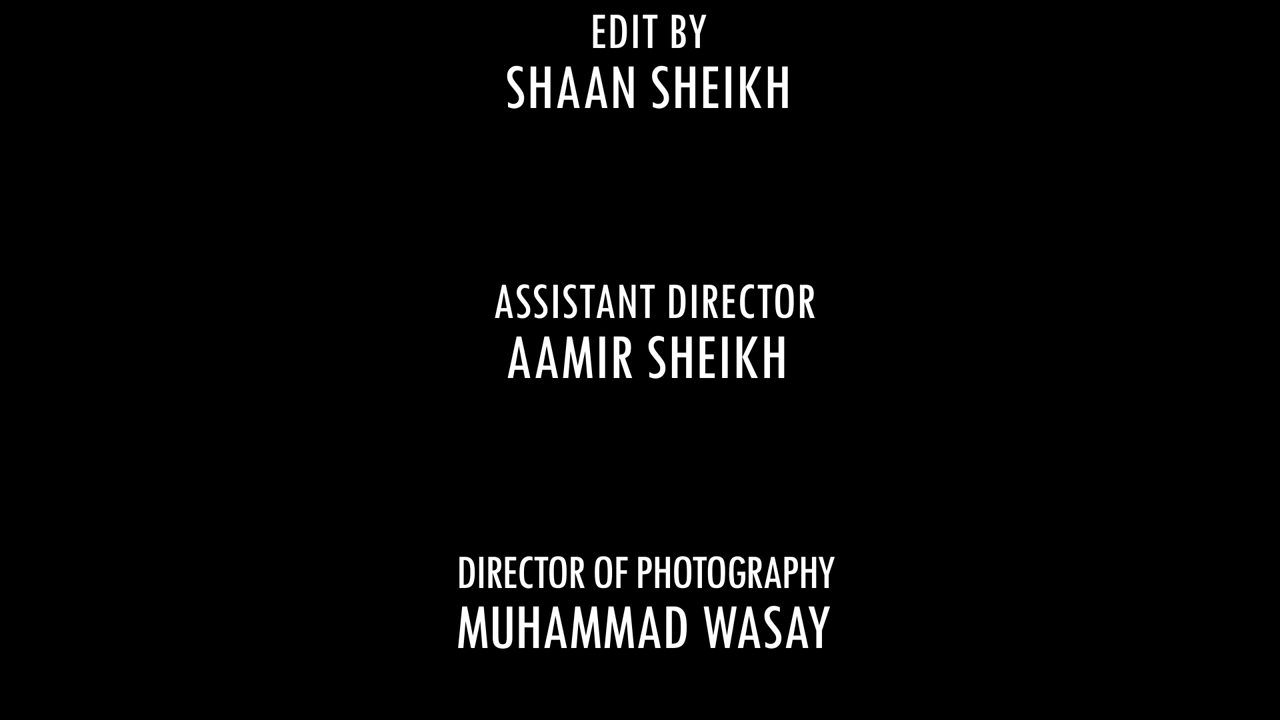 EDIT BY
SHAAN SHEIKH
ASSISTANT DIRECTOR
AAMIR SHEIKH
DIRECTOR OF PHOTOGRAPHY
MUHAMMAD WASAY